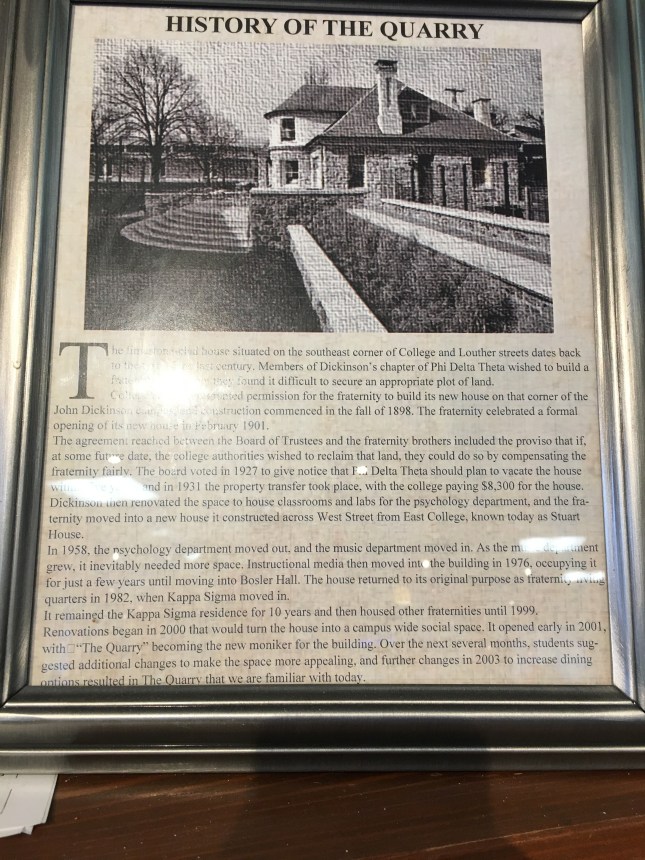 HISTORY OF THE QUARRY
The house situated on the southeast corner of College and Louther streets dates back
to the last century. Members of Dickinson's chapter of Phi Delta Theta wished to build a
they found it difficult to secure an appropriate plot of land.
permission for the fraternity to build its new house on that corner of the
John Dickinson construction commenced in the fall of 1898. The fraternity celebrated a formal
opening of its new house in February 1901.
The agreement reached between the Board of Trustees and the fraternity brothers included the proviso that if,
at some future date, the college authorities wished to reclaim that land, they could do so by compensating the
fraternity fairly. The board voted in 1927 to give notice that Delta Theta should plan to vacate the house
and in 1931 the property transfer took place, with the college paying $8,300 for the house.
Dickinson then renovated the space to house classrooms and labs for the psychology department, and the fra-
ternity moved into a new house it constructed across West Street from East College, known today as Stuart
House.
In 1958, the psychology department moved out, and the music department moved in. As the
grew, it inevitably needed more space. Instructional media then moved into the building in 1976, occupying it
for just a few years until moving into Bosler Hall. The house returned to its original purpose as fraternity living
quarters in 1982, when Kappa Sigma moved in.
It remained the Kappa Sigma residence for 10 years and then housed other fraternities until 1999.
Renovations began in 2000 that would turn the house into a campus wide social space. It opened early in 2001,
with□"The Quarry" becoming the new moniker for the building. Over the next several months, students sug-
gested additional changes to make the space more appealing, and further changes in 2003 to increase dining
options resulted in The Quarry that we are familiar with today.